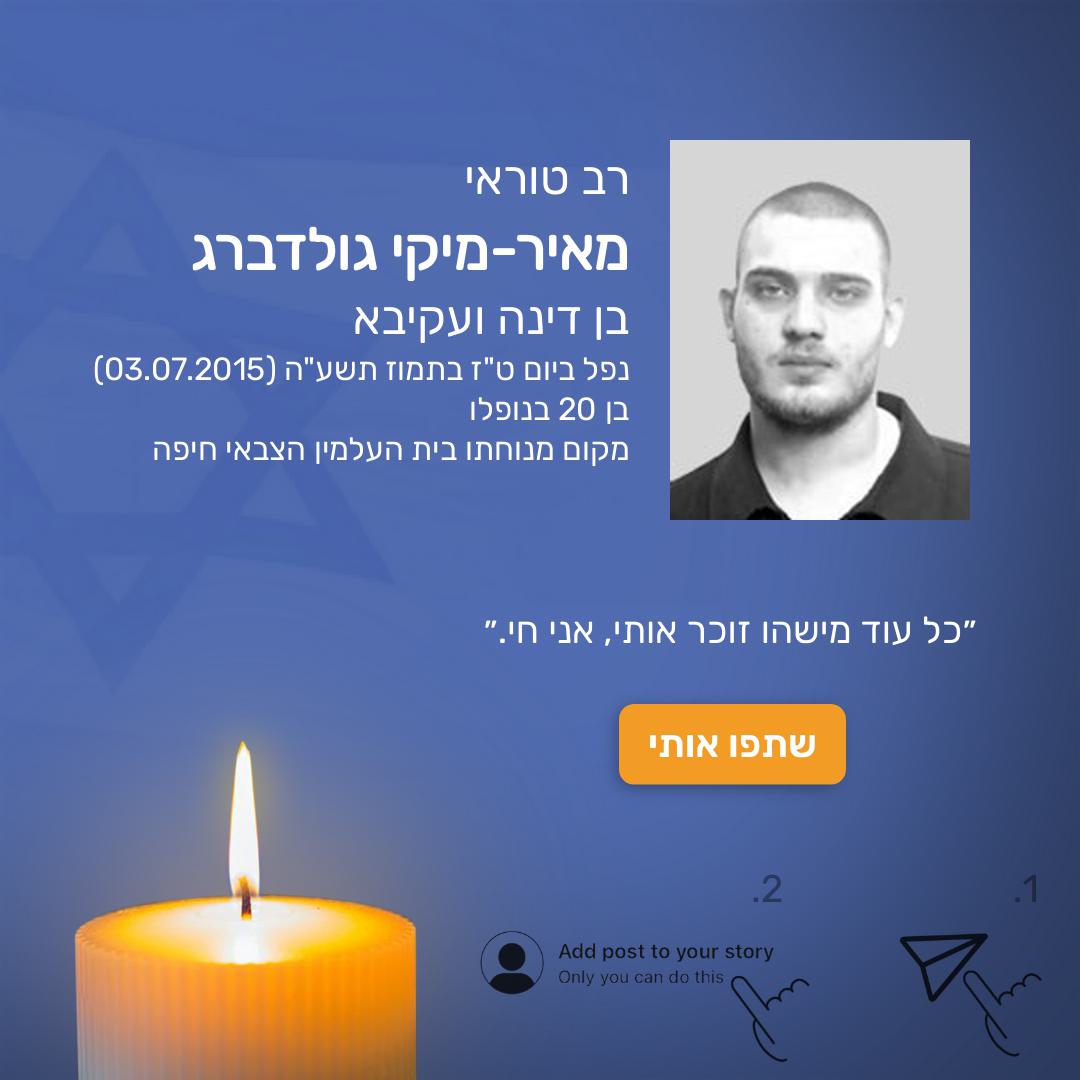 רב טוראי
מאיר-מיקי גולדברג
בן דינה ועקיבא
נפל ביום ט"ז בתמוז תשע"ה (03.07.2015)
בן 20 בנופלו
מקום מנוחתו בית העלמין הצבאי חיפה
״כל עוד מישהו זוכר אותי, אני חי.״
שתפו אותי
.1
.2
Add post to your story
Only you can do this